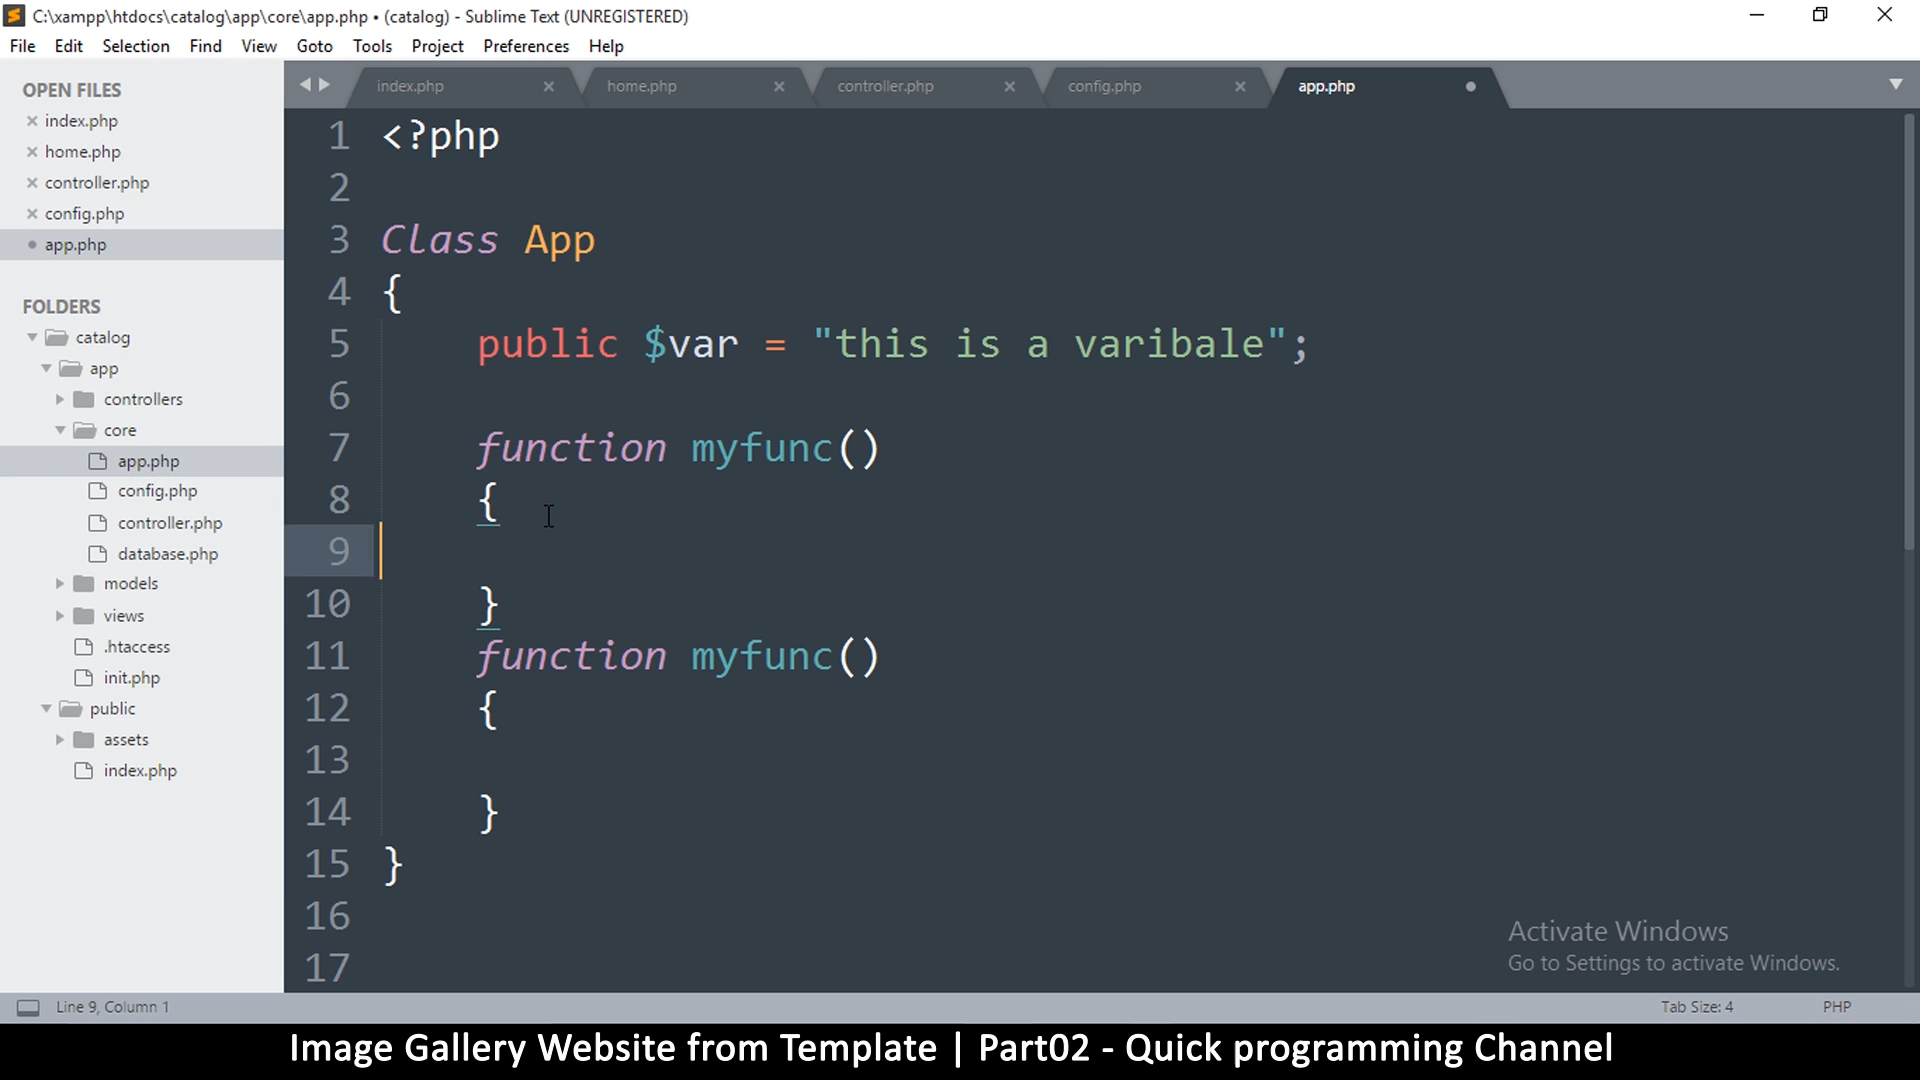 C:\xampp\htdocs\catalog\app\core\app.php • (catalog) - Sublime Text (UNREGISTERED)
File Edit Selection Find View Goto Tools Project Preferences Help
OPEN FILES
index.php
home.php
controller.php
config.php
app.php
FOLDERS
catalog
app
controllers
core
app.php
config.php
controller.php
database.php
models
views
.htaccess
init.php
public
assets
index.php
index.php home.php controller.php config.php app.php
1 <?php
2
3 Class App
4 {
5 public $var = "this is a varibale";
6
7 function myfunc()
8 {
9
10 }
11 function myfunc()
12 {
13
14 }
15 }
16
17
Activate Windows
Go to Settings to activate Windows.
Line 9, Column 1 Tab Size: 4 PHP
Image Gallery Website from Template | Part02 - Quick programming Channel